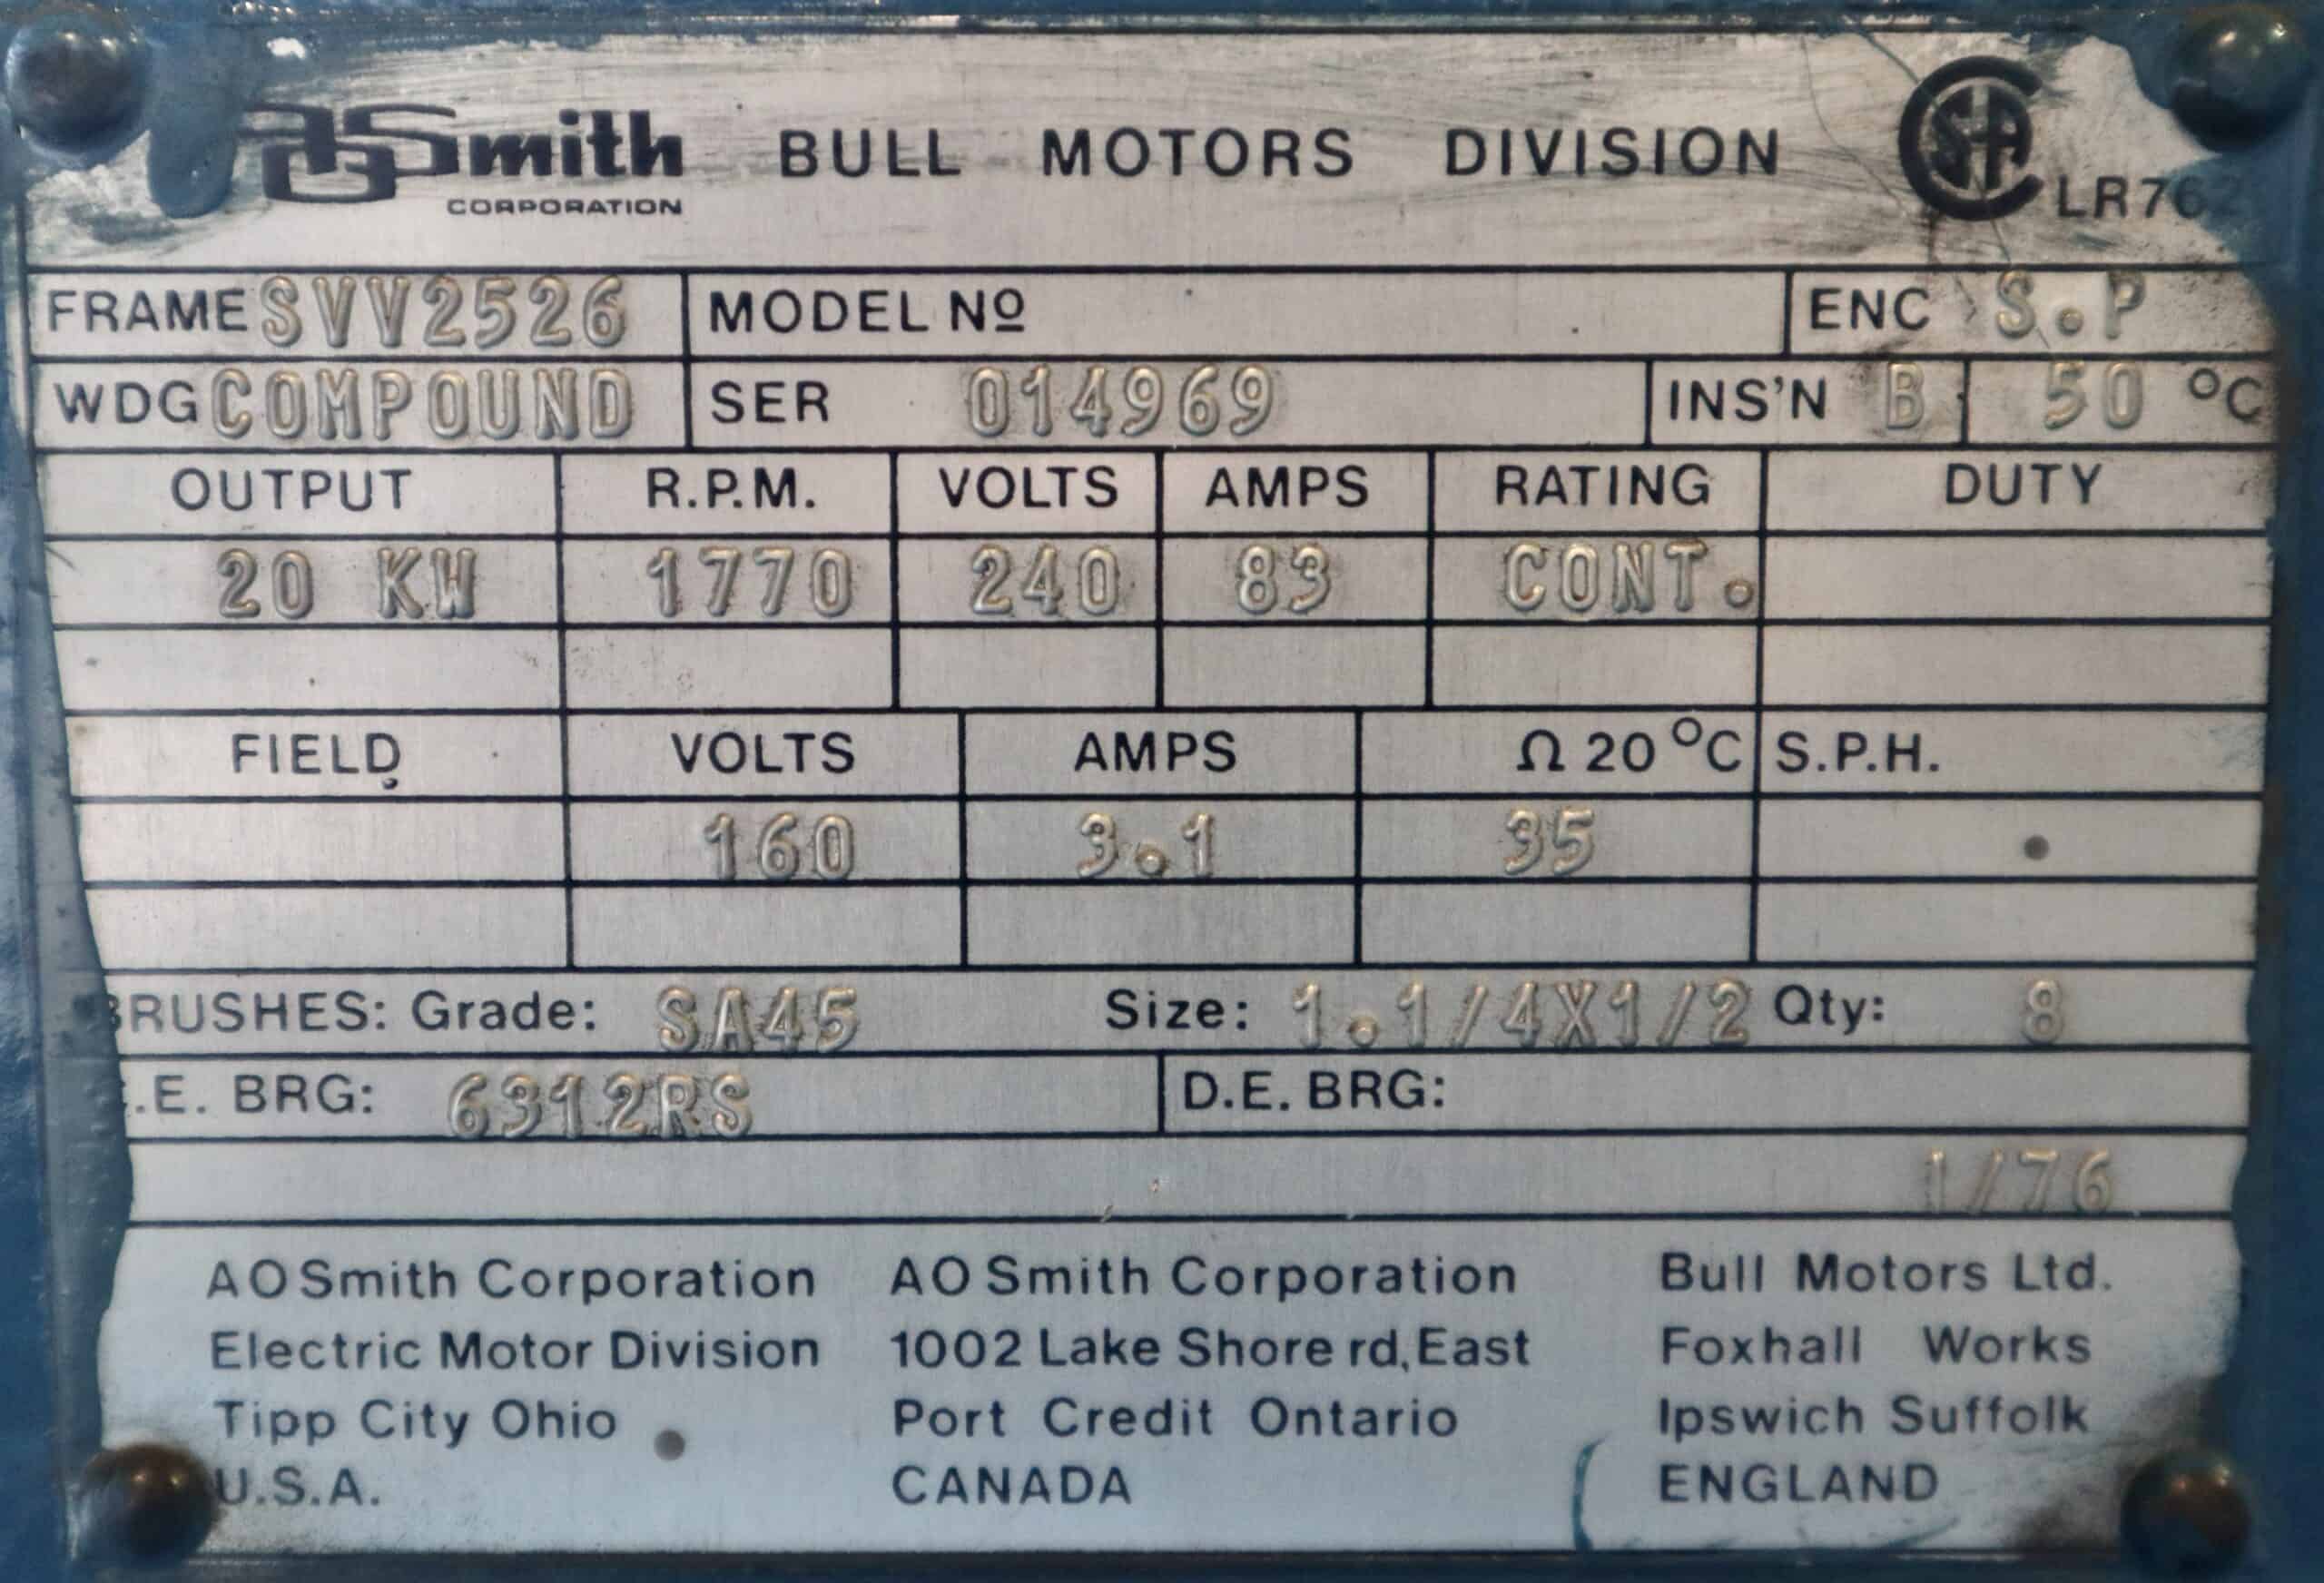 AOSmith BULL MOTORS DIVISION CSA
CORPORATION LR762
FRAME SVV2526 MODEL Nº ENC S.P
WDG COMPOUND SER 014969 INS'N B 50 °C
OUTPUT R.P.M. VOLTS AMPS RATING DUTY
20 KW 1770 240 83 CONT.
FIELD VOLTS AMPS Ω 20 °C S.P.H.
160 3.1 35
BRUSHES: Grade: SA45 Size: 1.1/4X1/2 Qty: 8
.E. BRG: 6312RS D.E. BRG:
1/76
AOSmith Corporation
Electric Motor Division
Tipp City Ohio
U.S.A.
AO Smith Corporation
1002 Lake Shore rd, East
Port Credit Ontario
CANADA
Bull Motors Ltd.
Foxhall Works
Ipswich Suffolk
ENGLAND